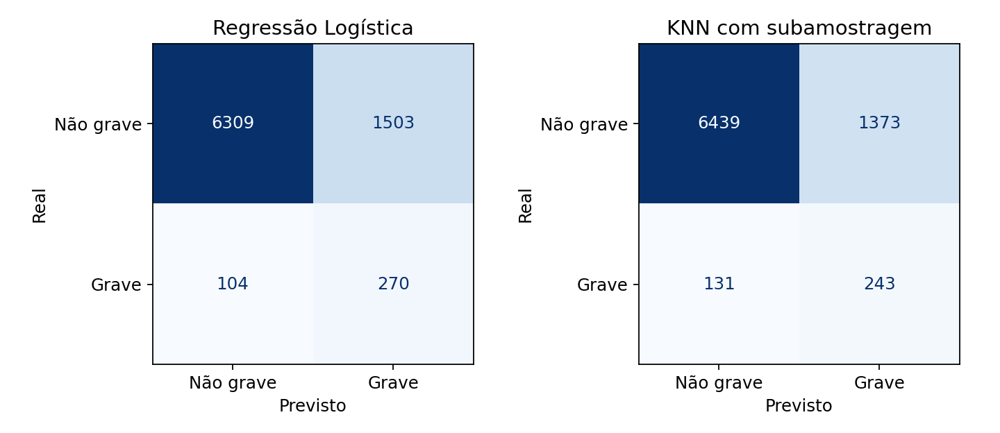 Regressão Logística
Não grave
6309
1503
Real
Grave
104
270
Não grave
Grave
Previsto
KNN com subamostragem
Não grave
6439
1373
Real
Grave
131
243
Não grave
Grave
Previsto